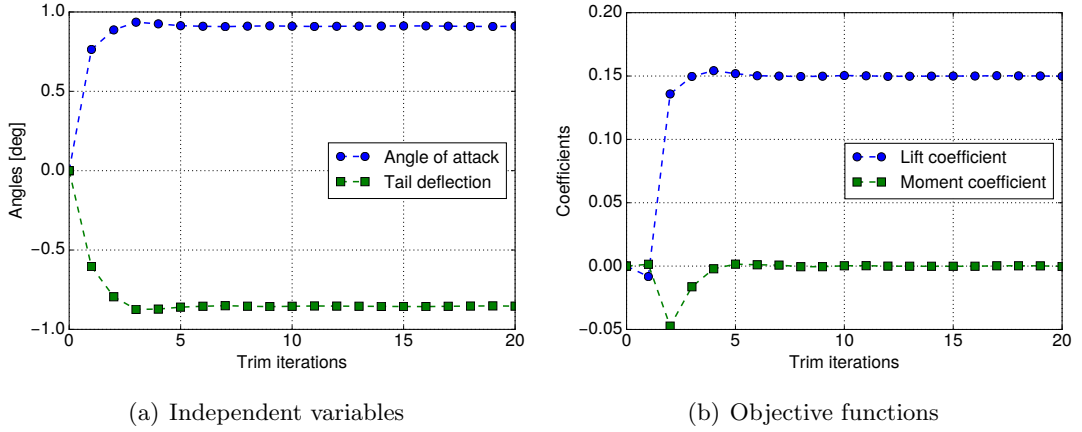 1.0
0.5
0.0
−0.5
−1.0
Angles [deg]
Angle of attack
Tail deflection
0 5 10 15 20
Trim iterations
(a) Independent variables
0.20
0.15
0.10
0.05
0.00
−0.05
Coefficients
Lift coefficient
Moment coefficient
0 5 10 15 20
Trim iterations
(b) Objective functions